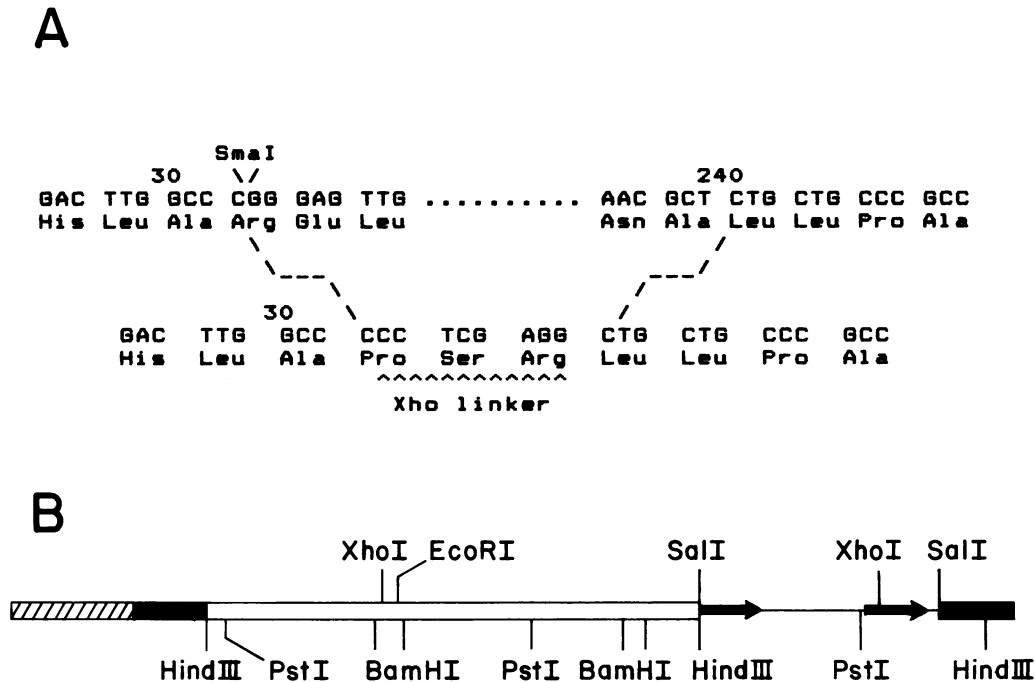 A
SmaI
30 \/ 240
GAC TTG GCC CGG GAG TTG .......... AAC GCT CTG CTG CCC GCC
His Leu Ala Arg Glu Leu Asn Ala Leu Leu Pro Ala
30
GAC TTG GCC CCC TCG AGG CTG CTG CCC GCC
His Leu Ala Pro Ser Arg Leu Leu Pro Ala
^^^^^^^^^^^^
Xho linker
B
XhoI EcoRI SalI XhoI SalI
HindIII PstI BamHI PstI BamHI HindIII PstI HindIII